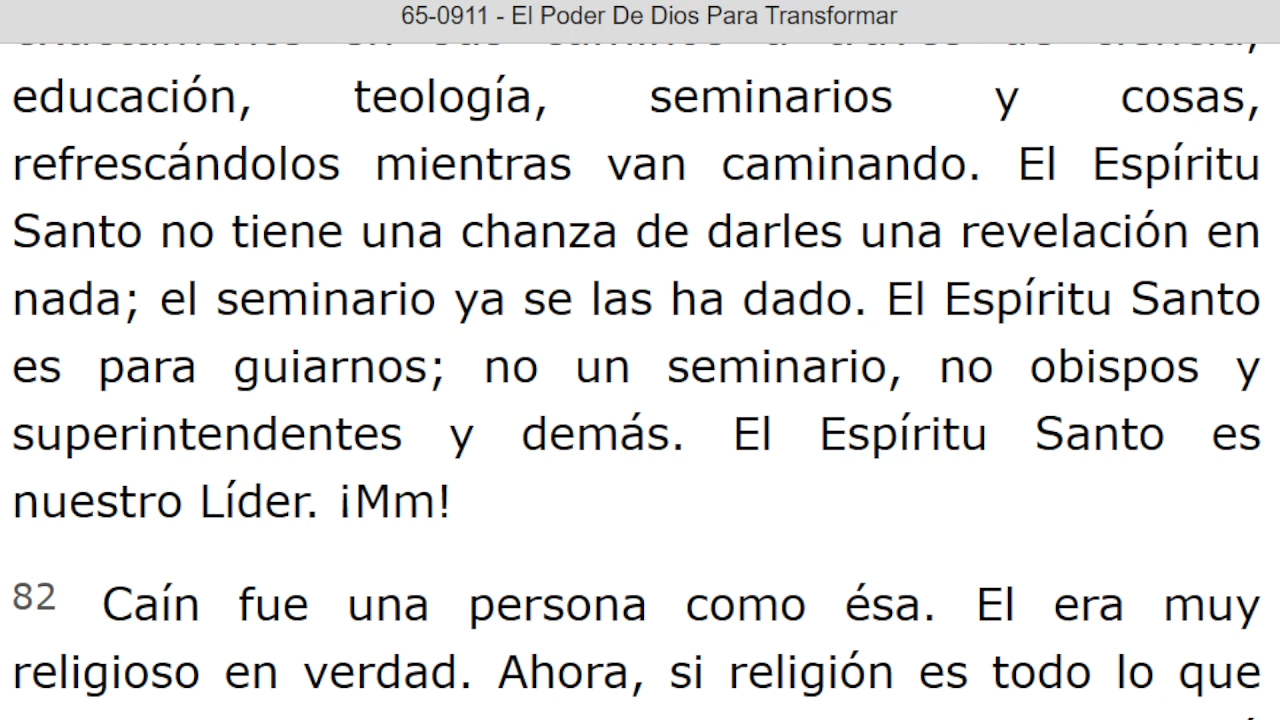 65-0911 - El Poder De Dios Para Transformar
educación, teología, seminarios y cosas,
refrescándolos mientras van caminando. El Espíritu
Santo no tiene una chanza de darles una revelación en
nada; el seminario ya se las ha dado. El Espíritu Santo
es para guiarnos; no un seminario, no obispos y
superintendentes y demás. El Espíritu Santo es
nuestro Líder. ¡Mm!
82 Caín fue una persona como ésa. El era muy
religioso en verdad. Ahora, si religión es todo lo que